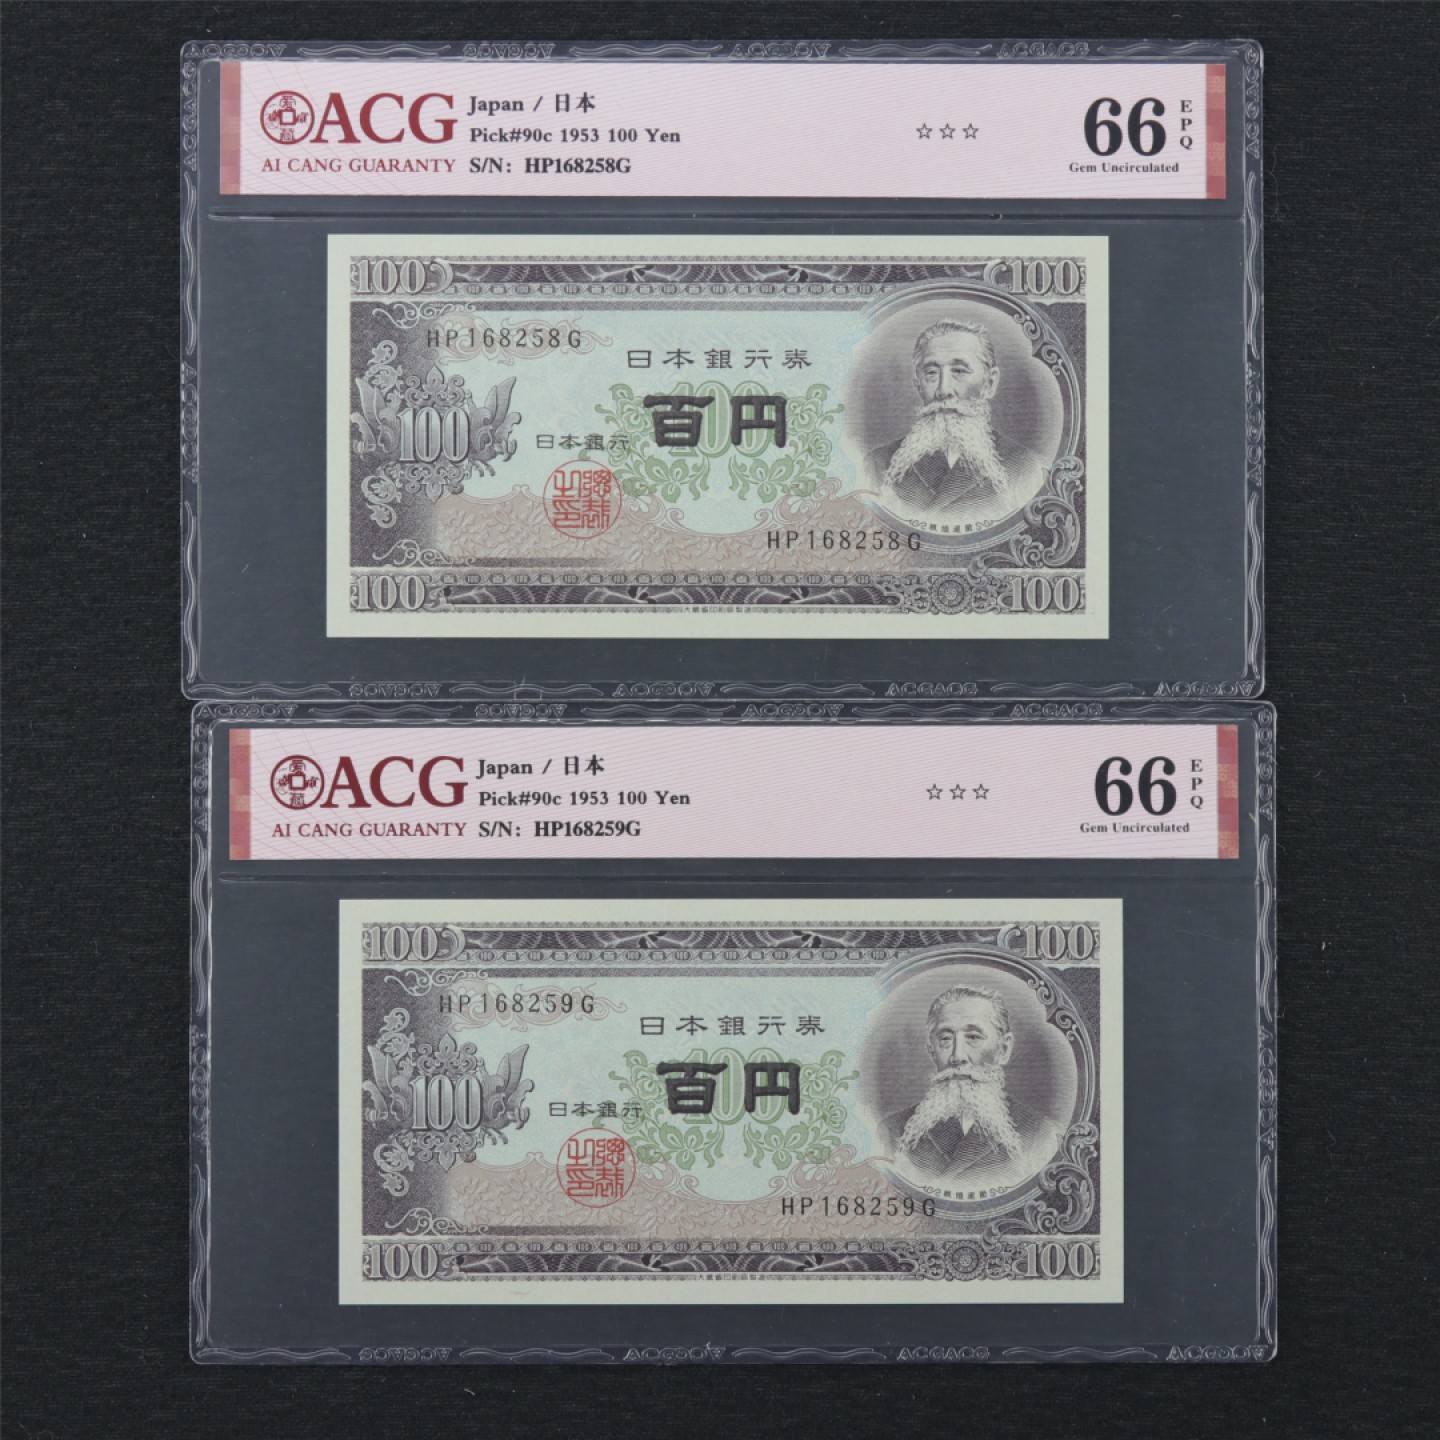 ACG
AI CANG GUARANTY
Japan / 日本
Pick#90c 1953 100 Yen
S/N: HP168258G
☆☆☆
66
EPQ
Gem Uncirculated
100
100
HP168258G
日本銀行券
100
百円
日本銀行
HP168258G
100
100
ACG
AI CANG GUARANTY
Japan / 日本
Pick#90c 1953 100 Yen
S/N: HP168259G
☆☆☆
66
EPQ
Gem Uncirculated
100
100
HP168259G
日本銀行券
100
百円
日本銀行
HP168259G
100
100